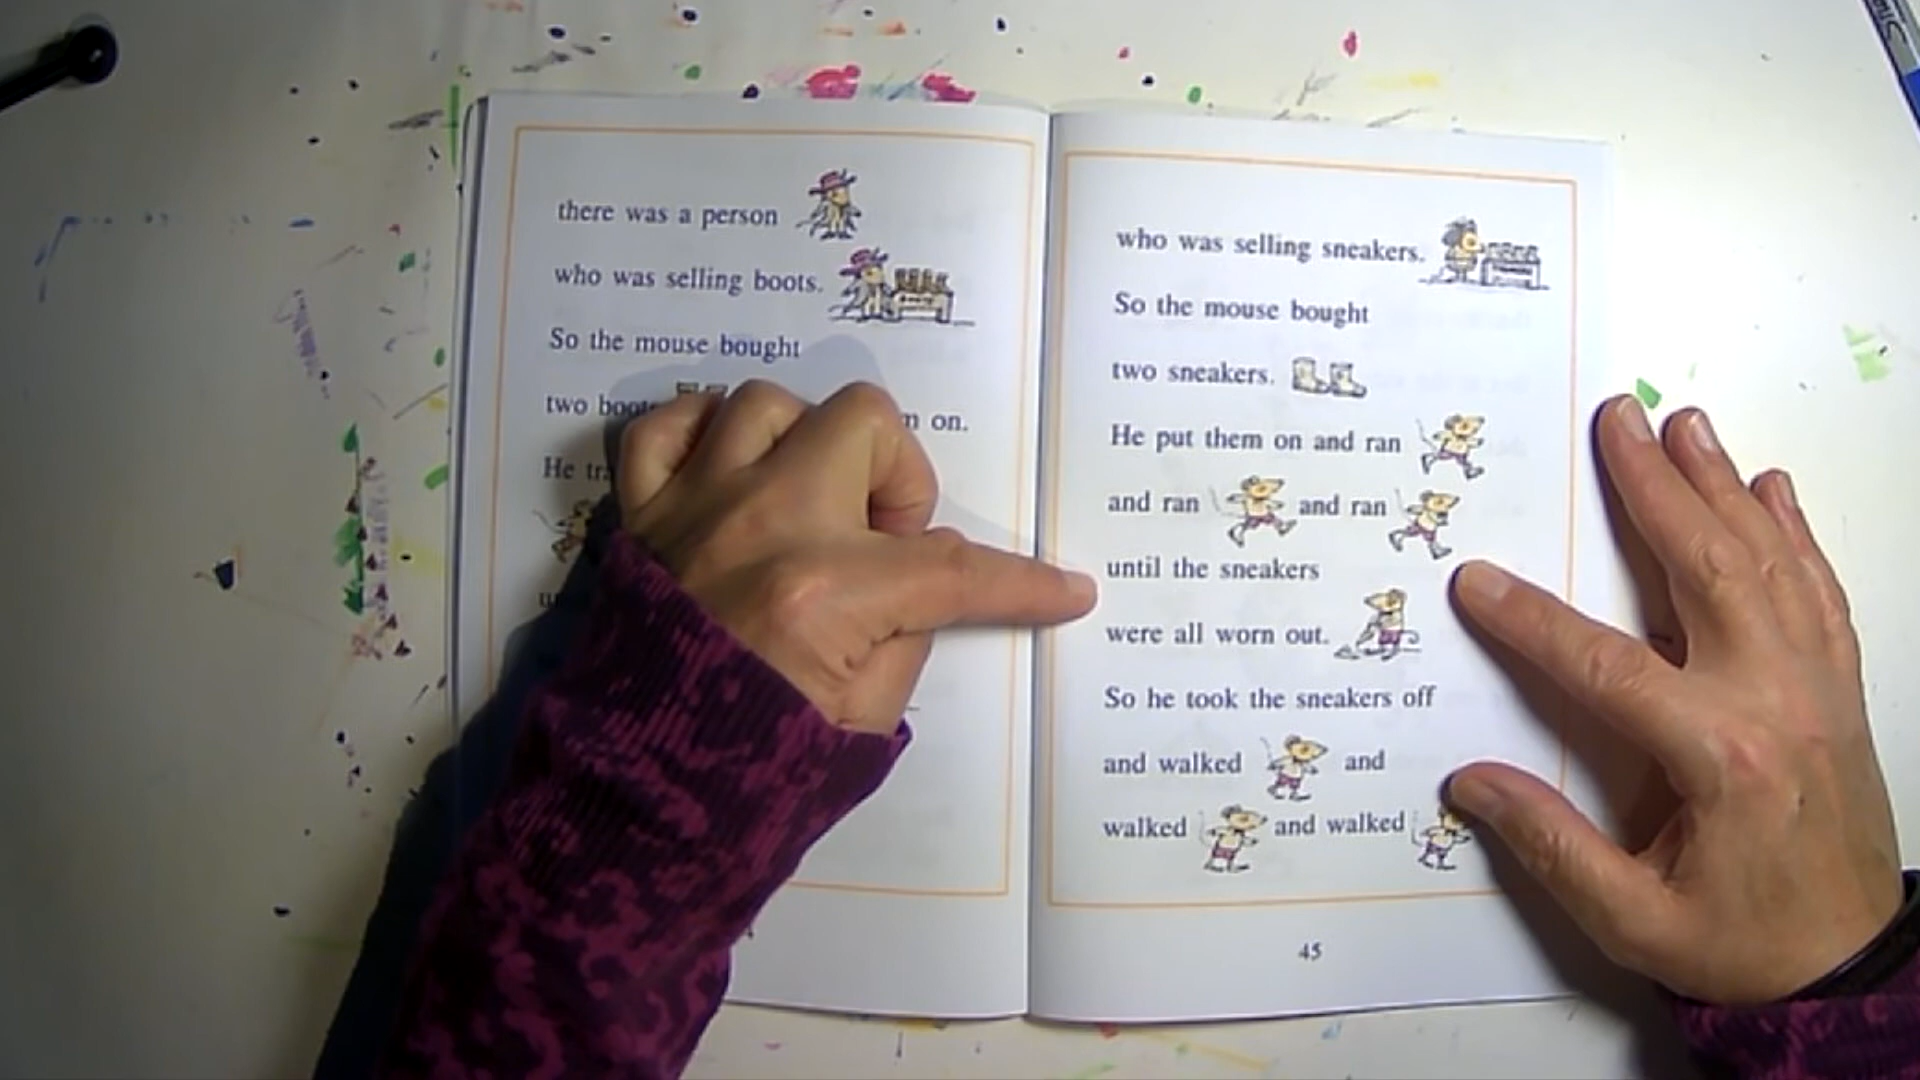 there was a person
who was selling boots.
So the mouse bought
two boots
on.
He
who was selling sneakers.
So the mouse bought
two sneakers.
He put them on and ran
and ran and ran
until the sneakers
were all worn out.
So he took the sneakers off
and walked and
walked and walked
45